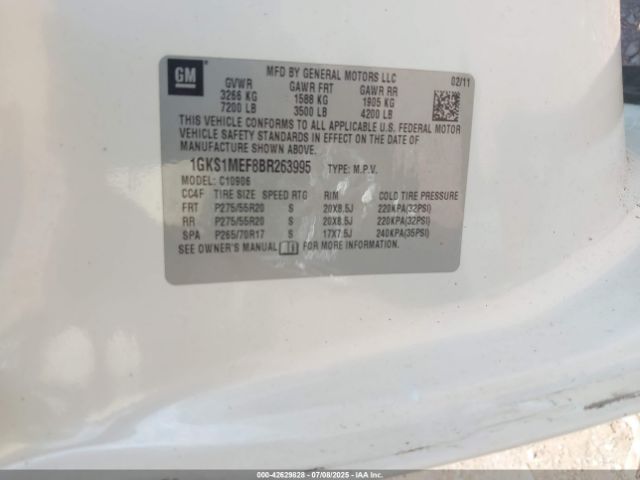 GM
MFD BY GENERAL MOTORS LLC
02/11
GVWR GAWR FRT GAWR RR
3266 KG 1588 KG 1905 KG
7200 LB 3500 LB 4200 LB
THIS VEHICLE CONFORMS TO ALL APPLICABLE U.S. FEDERAL MOTOR
VEHICLE SAFETY STANDARDS IN EFFECT ON THE DATE OF
MANUFACTURE SHOWN ABOVE.
1GKS1MEF8BR263995 TYPE: M.P.V.
MODEL: C10906
CC4F TIRE SIZE SPEED RTG RIM COLD TIRE PRESSURE
FRT P275/55R20 S 20X8.5J 220KPA(32PSI)
RR P275/55R20 S 20X8.5J 220KPA(32PSI)
SPA P265/70R17 S 17X7.5J 240KPA(35PSI)
SEE OWNER'S MANUAL FOR MORE INFORMATION.
000-42629828 - 07/08/2025 - IAAI.com